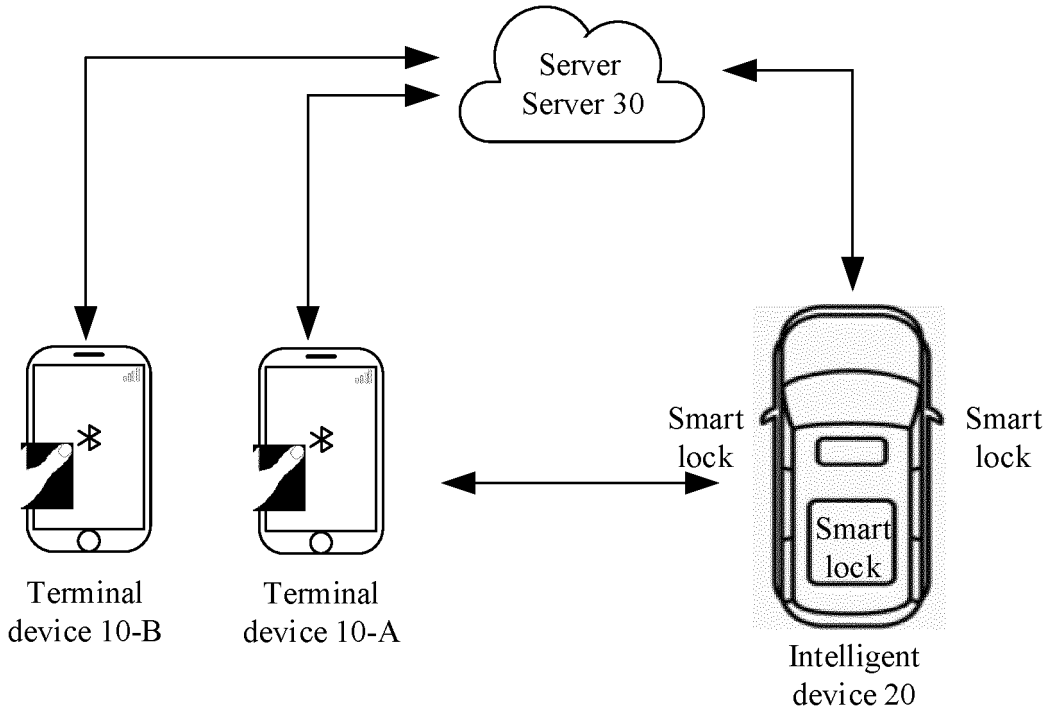 Server
Server 30
Smart
lock
Smart
lock
Smart
lock
Terminal
device 10-B
Terminal
device 10-A
Intelligent
device 20